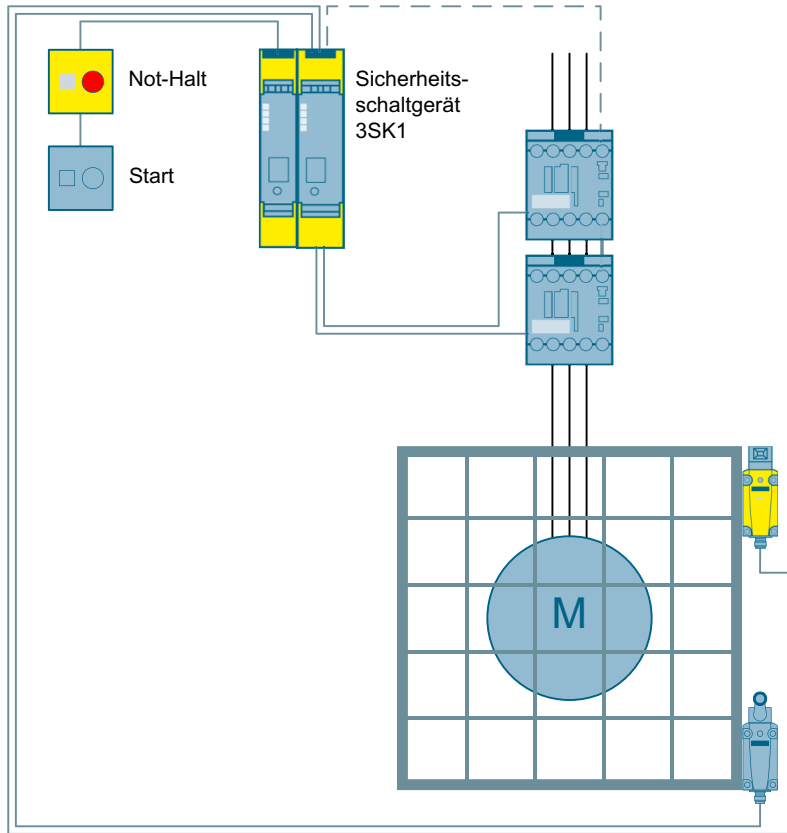 Not-Halt
Sicherheits-
schaltgerät
3SK1
Start
M